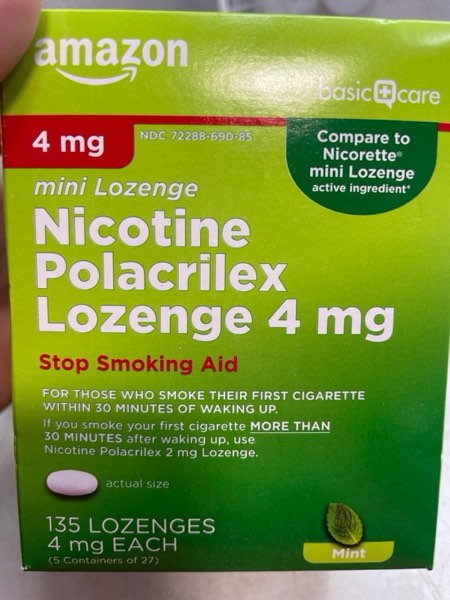 amazon
basic care
4 mg
NDC 72288-690-85
Compare to
Nicorette®
mini Lozenge
active ingredient*
mini Lozenge
Nicotine
Polacrilex
Lozenge 4 mg
Stop Smoking Aid
FOR THOSE WHO SMOKE THEIR FIRST CIGARETTE
WITHIN 30 MINUTES OF WAKING UP.
If you smoke your first cigarette MORE THAN
30 MINUTES after waking up, use
Nicotine Polacrilex 2 mg Lozenge.
actual size
135 LOZENGES
4 mg EACH
(5 Containers of 27)
Mint